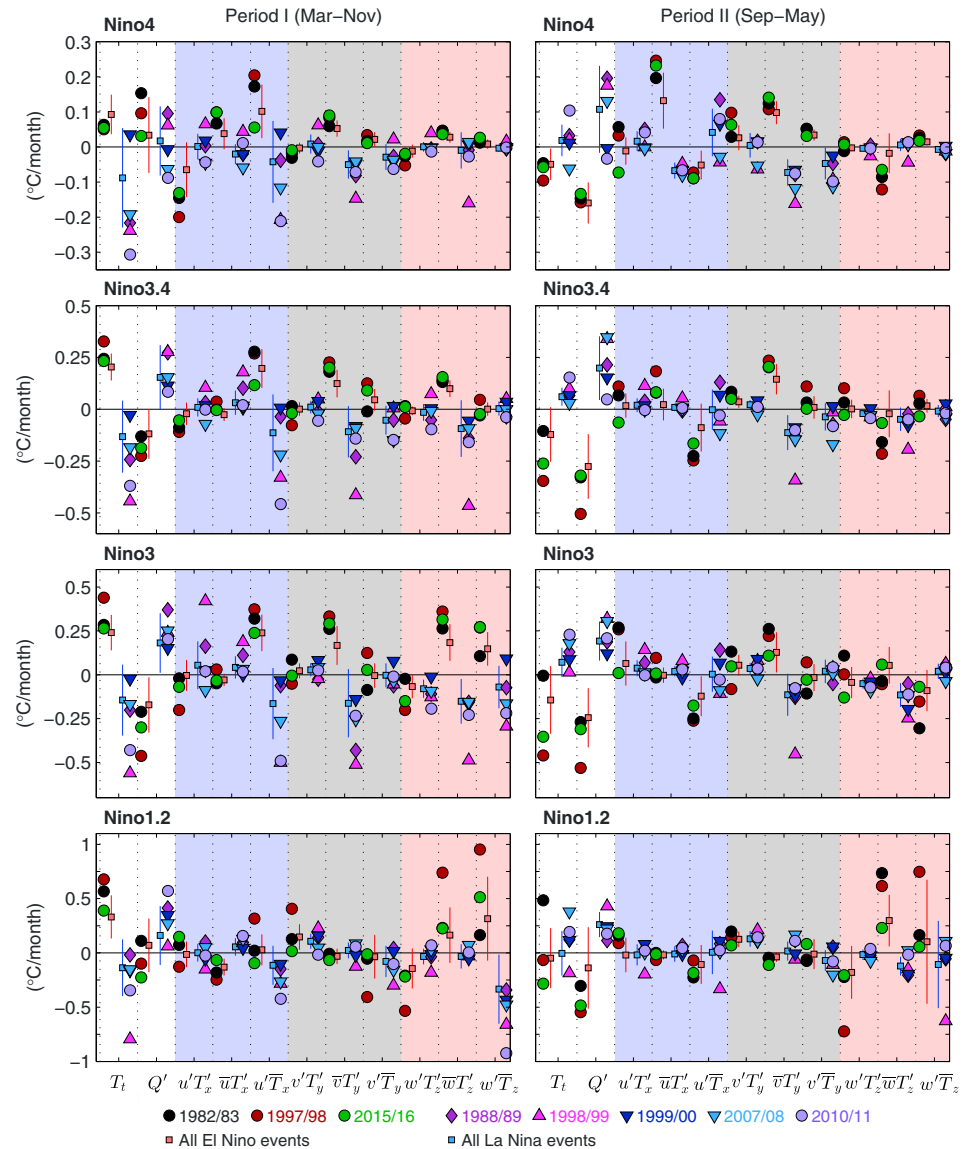 Period I (Mar−Nov)
Period II (Sep−May)
Nino4
Nino4
0.3
0.2
0.1
0
−0.1
−0.2
−0.3
(°C/month)
Nino3.4
Nino3.4
0.5
0.25
0
−0.25
−0.5
(°C/month)
Nino3
Nino3
0.5
0.25
0
−0.25
−0.5
(°C/month)
Nino1.2
Nino1.2
1
0.5
0
−0.5
−1
(°C/month)
T_t Q′ u′T′_x u̅T′_x u′T̅_x v′T′_y v̅T′_y v′T̅_y w′T′_z w̅T′_z w′T̅_z
T_t Q′ u′T′_x u̅T′_x u′T̅_x v′T′_y v̅T′_y v′T̅_y w′T′_z w̅T′_z w′T̅_z
1982/83 1997/98 2015/16 1988/89 1998/99 1999/00 2007/08 2010/11
All El Nino events All La Nina events